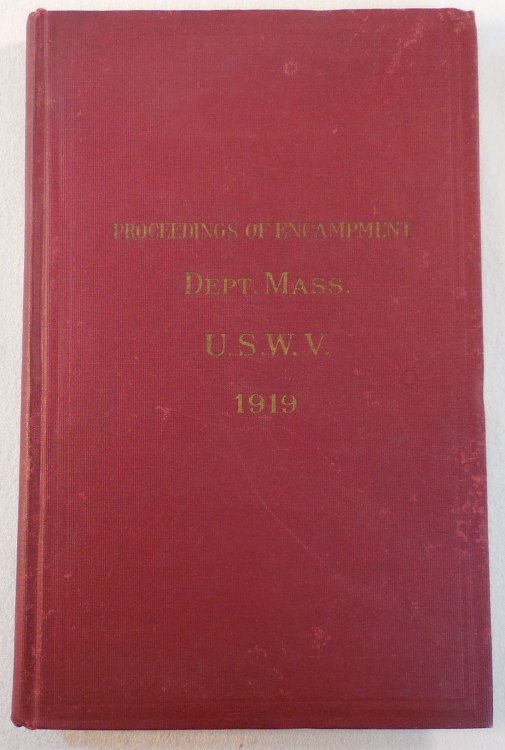 PROCEEDINGS OF ENCAMPMENT
DEPT. MASS.
U.S.W.V.
1919